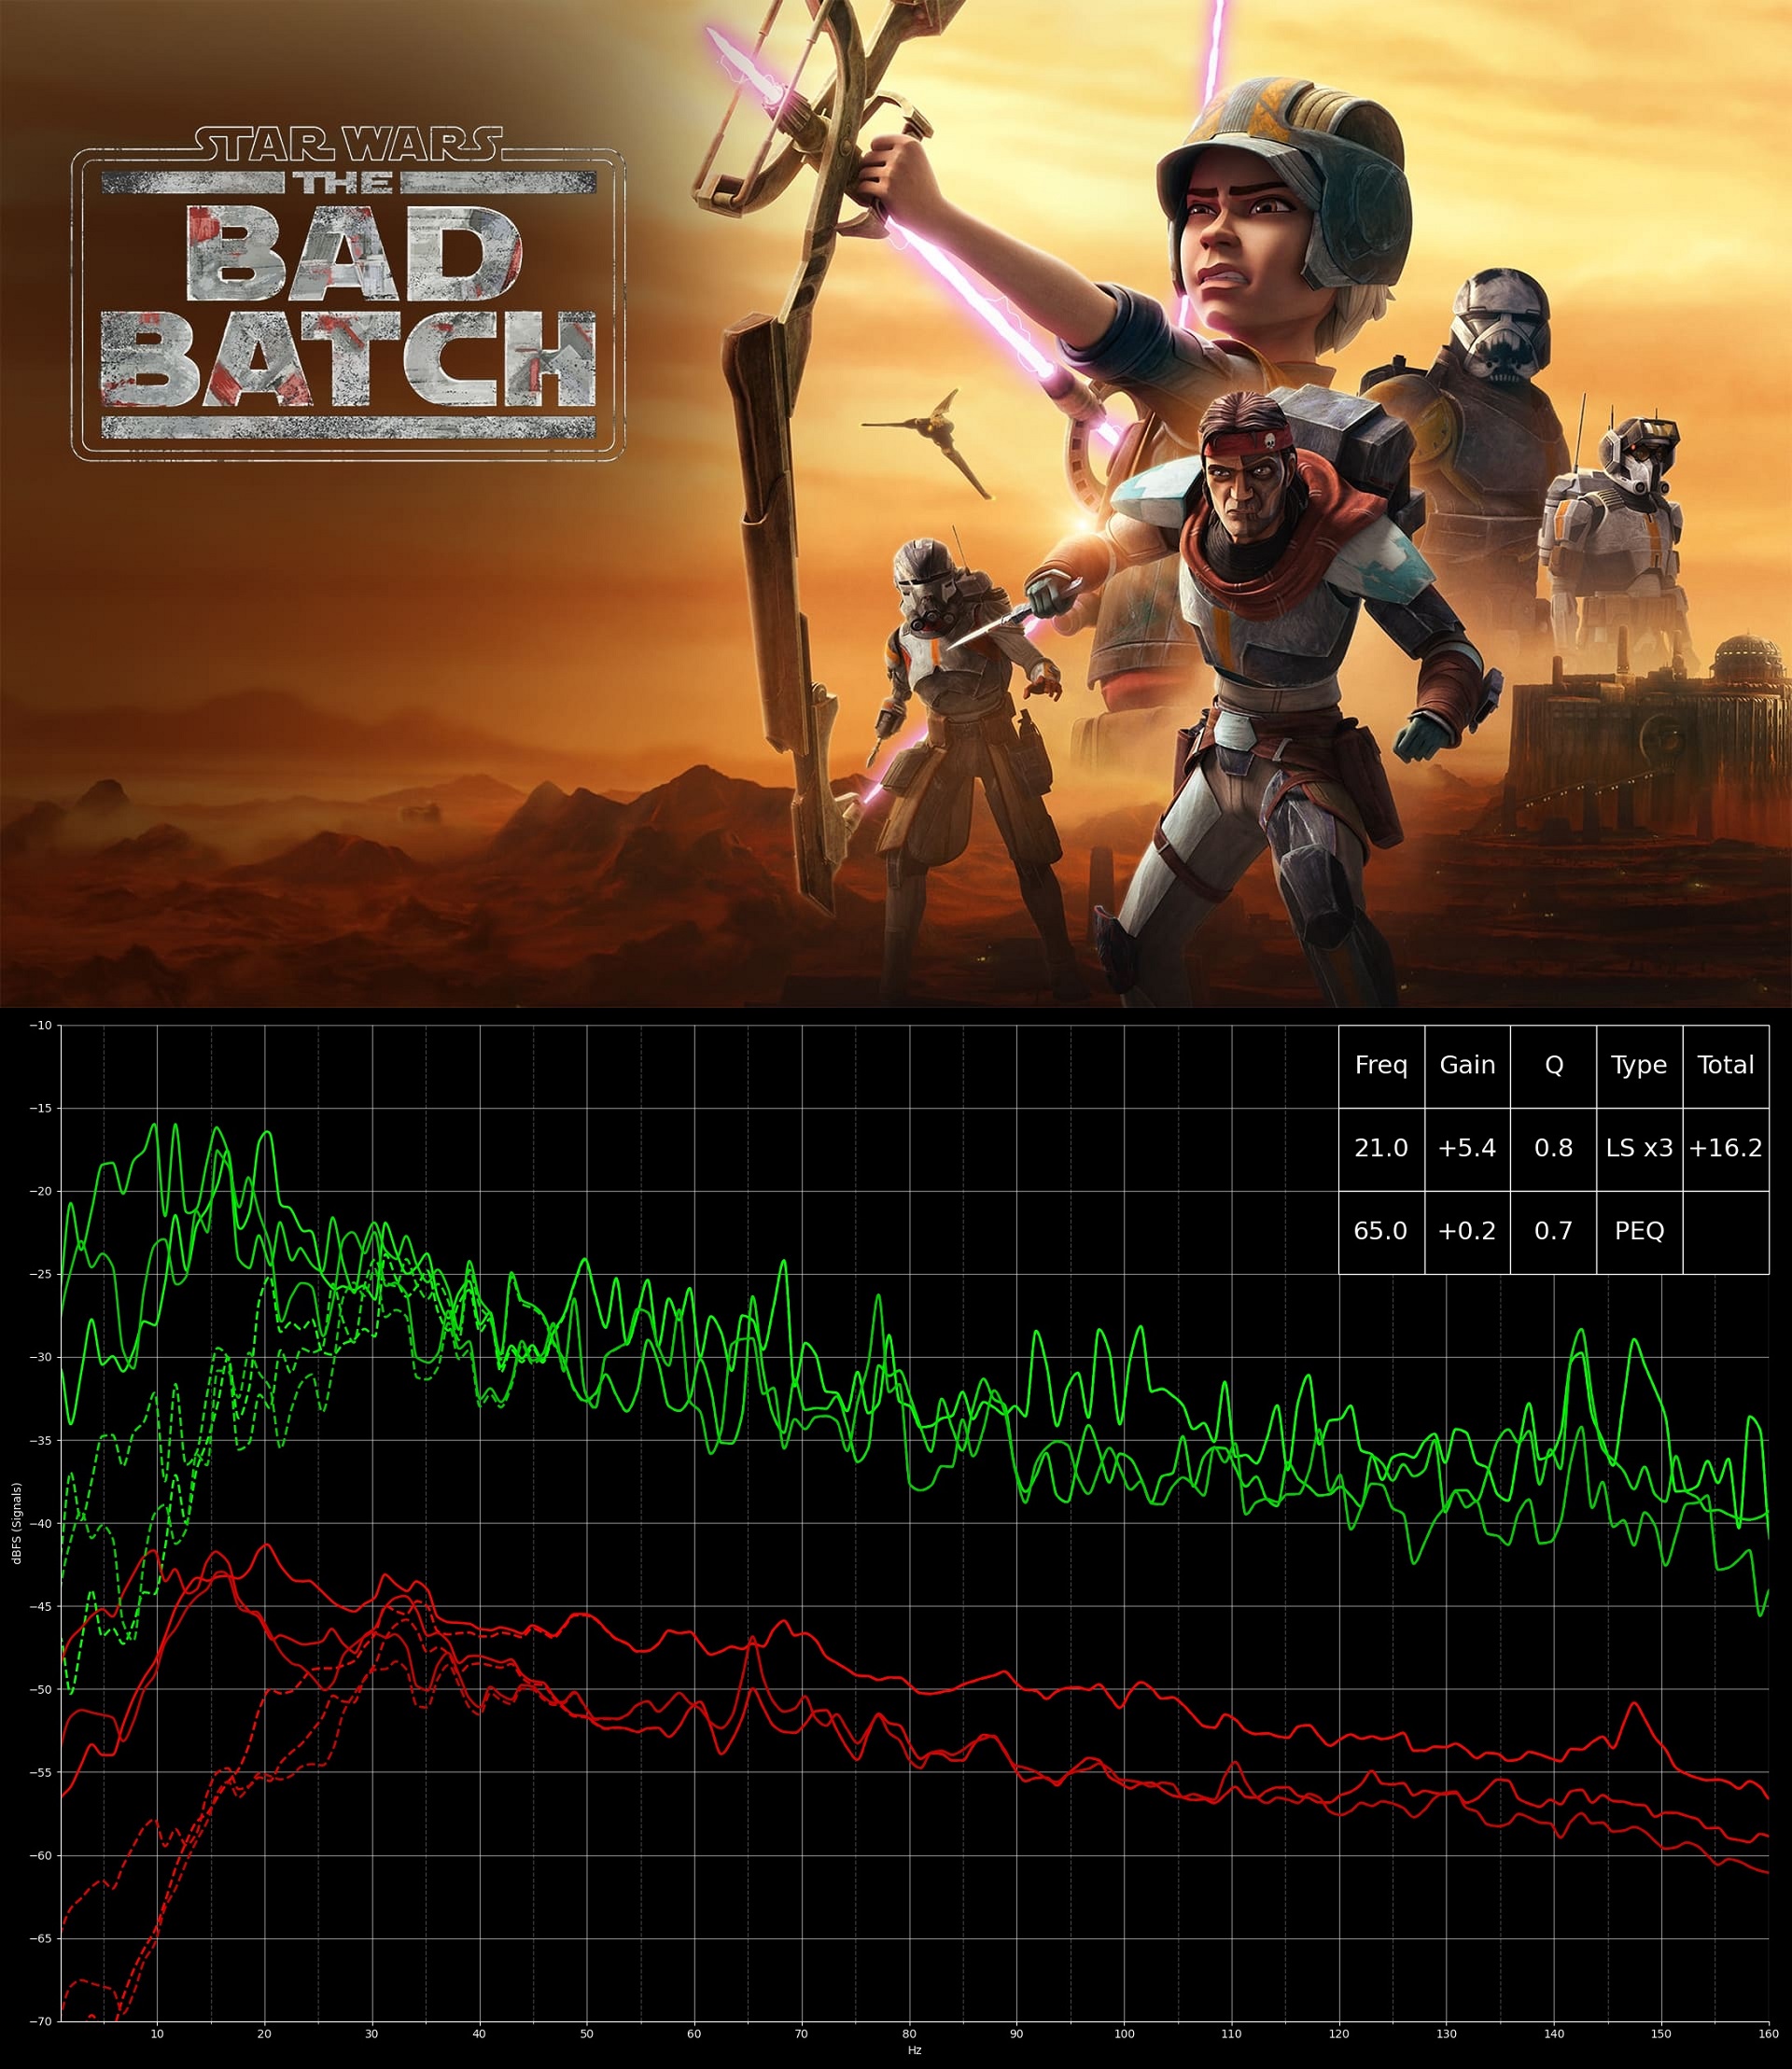 STAR WARS
THE
BAD
BATCH
Freq Gain Q Type Total
21.0 +5.4 0.8 LS x3 +16.2
65.0 +0.2 0.7 PEQ
−10
−15
−20
−25
−30
−35
−40
−45
−50
−55
−60
−65
−70
dBFS (Signals)
10 20 30 40 50 60 70 80 90 100 110 120 130 140 150 160
Hz